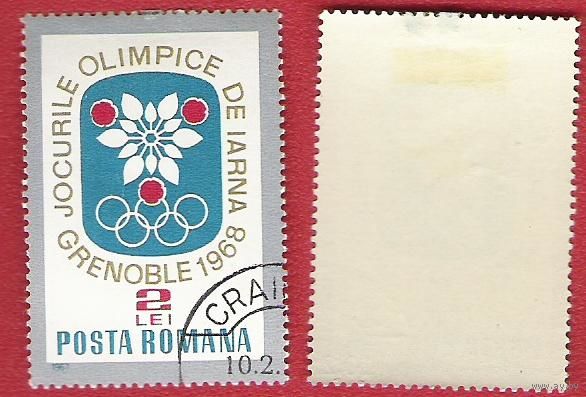 JOCURILE OLIMPICE DE IARNA
GRENOBLE 1968
2
LEI
POSTA ROMANA
CRAI
10.2.